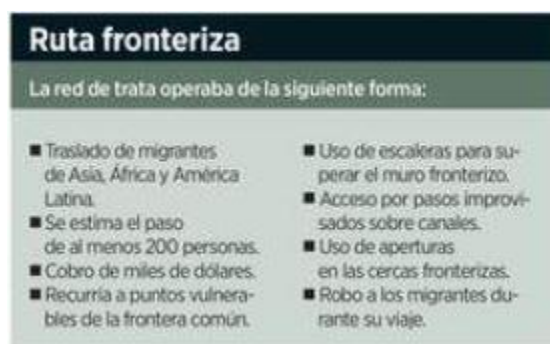 Ruta fronteriza
La red de trata operaba de la siguiente forma:
■ Traslado de migrantes
de Asia, África y América
Latina.
■ Se estima el paso
de al menos 200 personas.
■ Cobro de miles de dólares.
■ Recurría a puntos vulnera-
bles de la frontera común.
■ Uso de escaleras para su-
perar el muro fronterizo.
■ Acceso por pasos improvi-
sados sobre canales.
■ Uso de aperturas
en las cercas fronterizas.
■ Robo a los migrantes du-
rante su viaje.